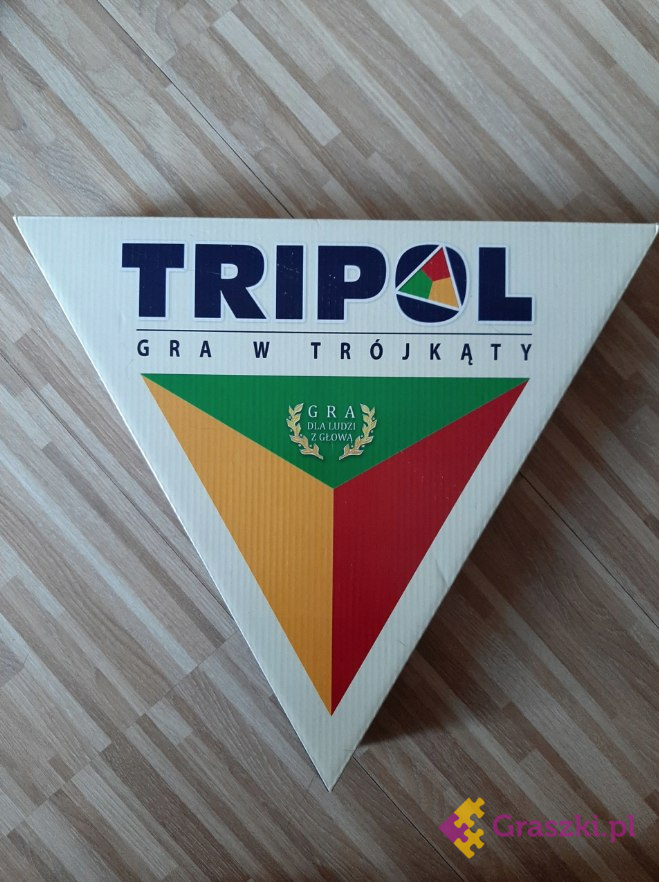 TRIPOL
GRA W TRÓJKĄTY
GRA
DLA LUDZI
Z GŁOWĄ
Graszki.pl